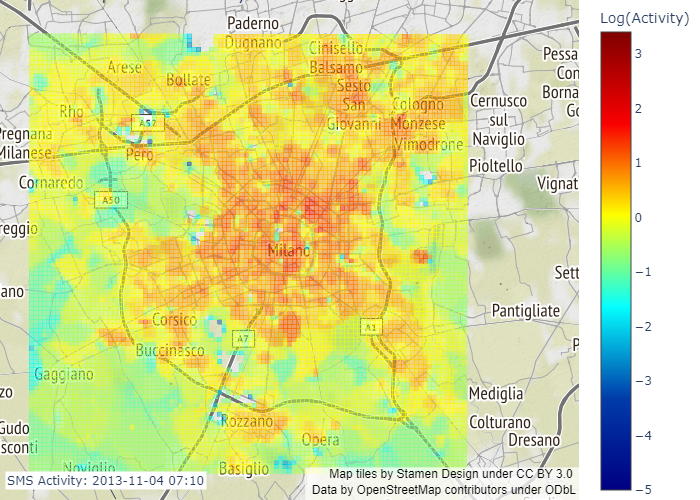 Paderno
Dugnano
Cinisello
Balsamo
Arese
Bollate
Sesto
San
Giovanni
Pessa
Con
Borna
Rho
A52
Cologno
Monzese
Cernusco
sul
Naviglio
Pregnana
Milanese
Pero
Vimodrone
Pioltello
Cornaredo
Vignat
A50
reggio
Milano
Sett
ano
Pantigliate
Corsico
A7
A1
Buccinasco
Gaggiano
Mediglia
Rozzano
Colturano
Gudo
sconti
Opera
Dresano
Noviglio
Basiglio
SMS Activity: 2013-11-04 07:10
Map tiles by Stamen Design under CC BY 3.0
Data by OpenStreetMap contributors under ODbL
Log(Activity)
3
2
1
0
−1
−2
−3
−4
−5